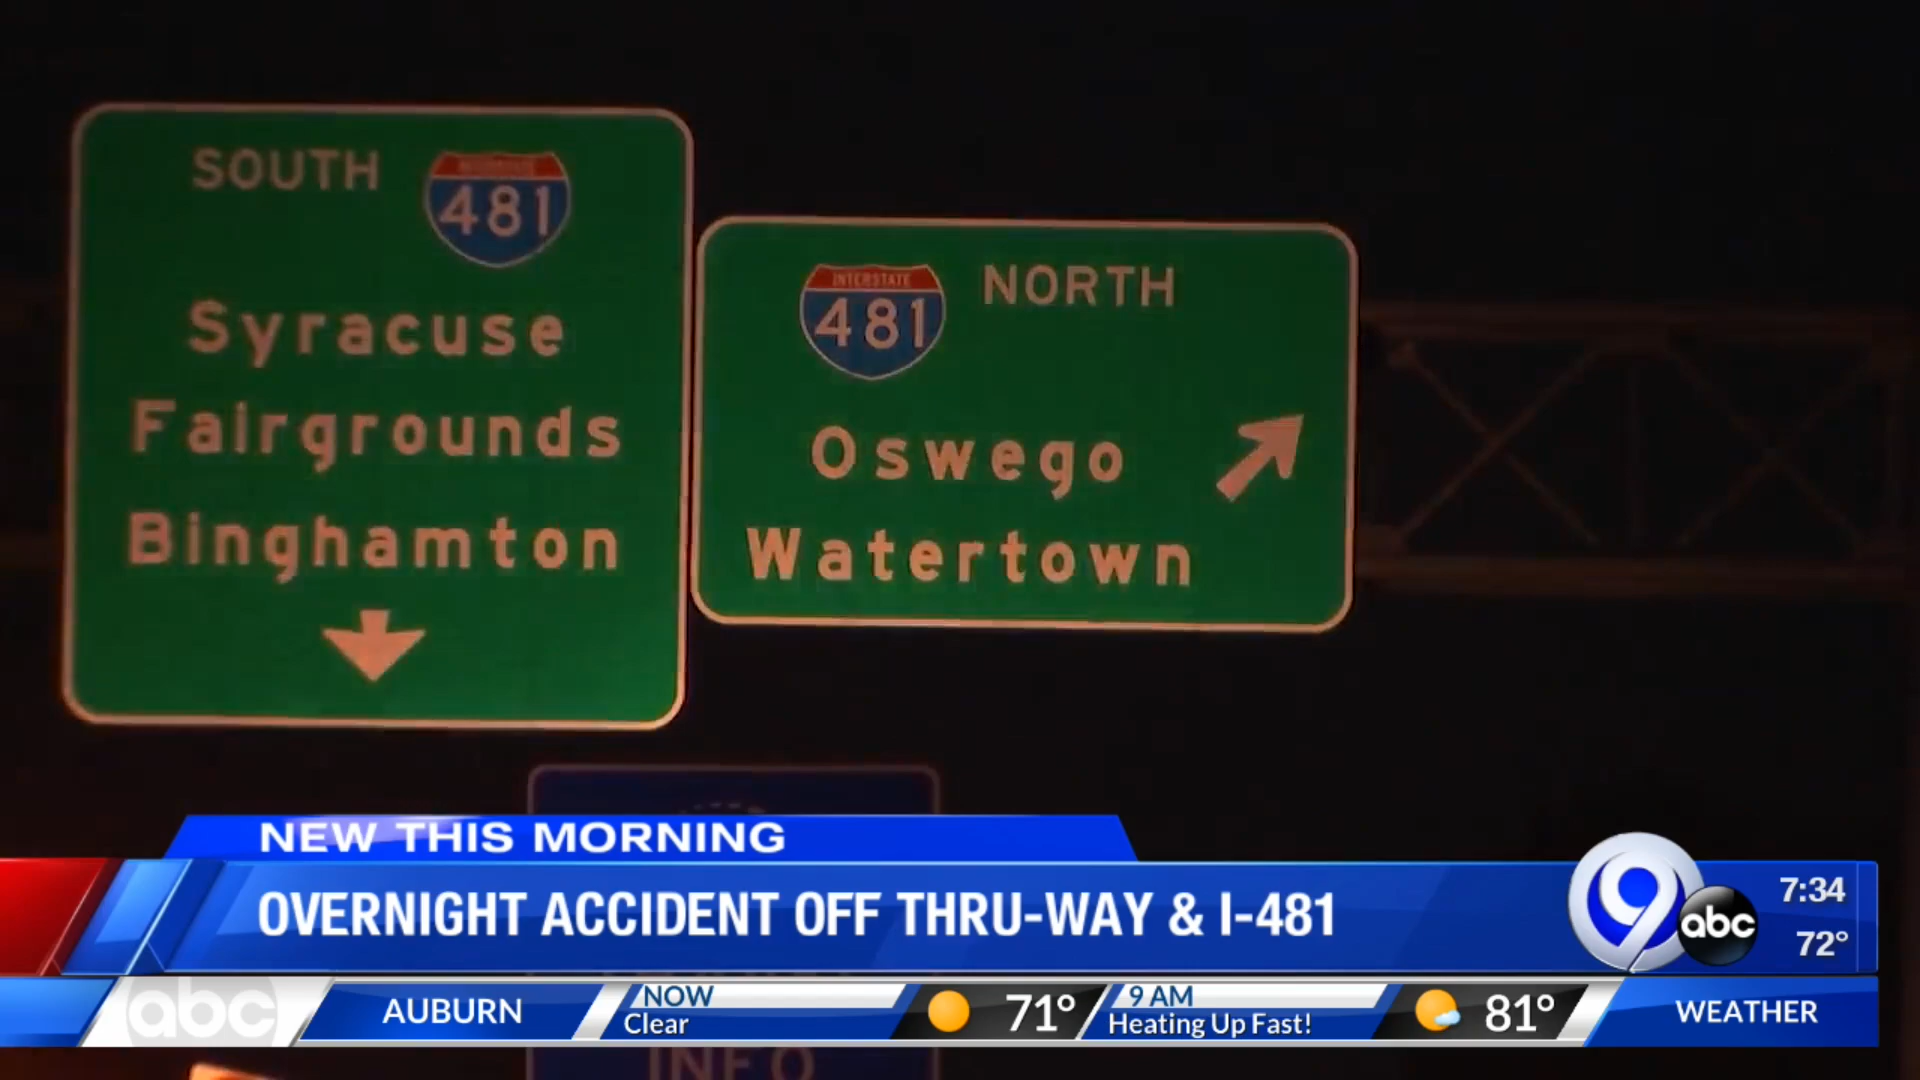 SOUTH
INTERSTATE
481
Syracuse
Fairgrounds
Binghamton
INTERSTATE
481
NORTH
Oswego
Watertown
NEW THIS MORNING
OVERNIGHT ACCIDENT OFF THRU-WAY & I-481
9
abc
7:34
72°
abc
AUBURN
NOW
Clear
71°
9 AM
Heating Up Fast!
81°
WEATHER
INFO